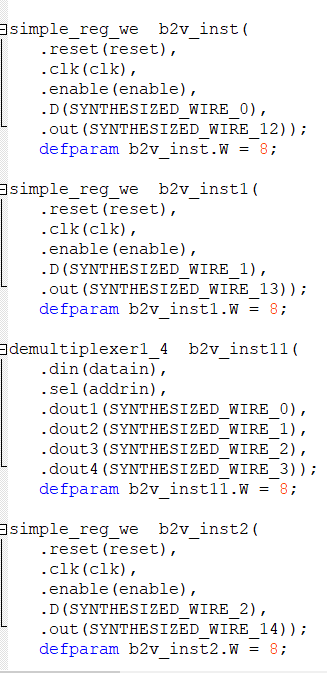 simple_reg_we  b2v_inst(
    .reset(reset),
    .clk(clk),
    .enable(enable),
    .D(SYNTHESIZED_WIRE_0),
    .out(SYNTHESIZED_WIRE_12));
    defparam b2v_inst.W = 8;
simple_reg_we  b2v_inst1(
    .reset(reset),
    .clk(clk),
    .enable(enable),
    .D(SYNTHESIZED_WIRE_1),
    .out(SYNTHESIZED_WIRE_13));
    defparam b2v_inst1.W = 8;
demultiplexer1_4  b2v_inst11(
    .din(datain),
    .sel(addrin),
    .dout1(SYNTHESIZED_WIRE_0),
    .dout2(SYNTHESIZED_WIRE_1),
    .dout3(SYNTHESIZED_WIRE_2),
    .dout4(SYNTHESIZED_WIRE_3));
    defparam b2v_inst11.W = 8;
simple_reg_we  b2v_inst2(
    .reset(reset),
    .clk(clk),
    .enable(enable),
    .D(SYNTHESIZED_WIRE_2),
    .out(SYNTHESIZED_WIRE_14));
    defparam b2v_inst2.W = 8;